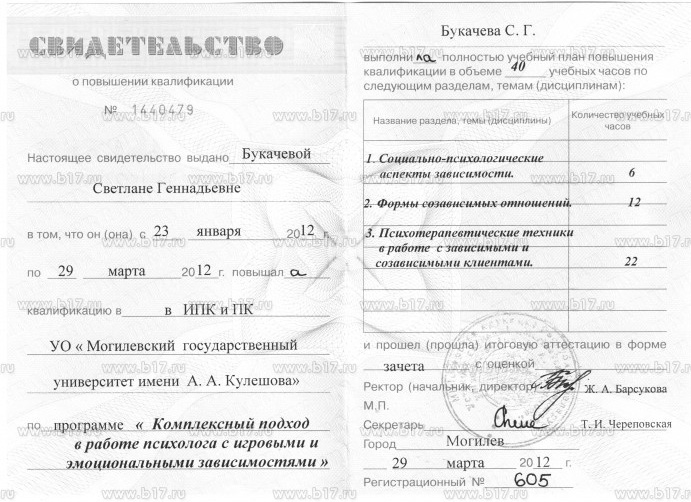 СВИДЕТЕЛЬСТВО
о повышении квалификации
№ 1440479
Настоящее свидетельство выдано Букачевой
Светлане Геннадьевне
в том, что он (она) с 23 января 2012 г.
по 29 марта 2012 г. повышал а
квалификацию в в ИПК и ПК
УО « Могилевский государственный
университет имени А. А. Кулешова»
по программе « Комплексный подход
в работе психолога с игровыми и
эмоциональными зависимостями »
Букачева С. Г.
выполни ла полностью учебный план повышения
квалификации в объеме 40 учебных часов по
следующим разделам, темам (дисциплинам):
Название раздела, темы (дисциплины)
Количество учебных
часов
1. Социально-психологические
аспекты зависимости. 6
2. Формы созависимых отношений. 12
3. Психотерапевтические техники
в работе с зависимыми и
созависимыми клиентами. 22
и прошел (прошла) итоговую аттестацию в форме
зачета с оценкой
Ректор (начальник, директор) Ж. А. Барсукова
М.П.
Секретарь Т. И. Череповская
Город Могилев
29 марта 2012 г.
Регистрационный № 605
www.b17.ru